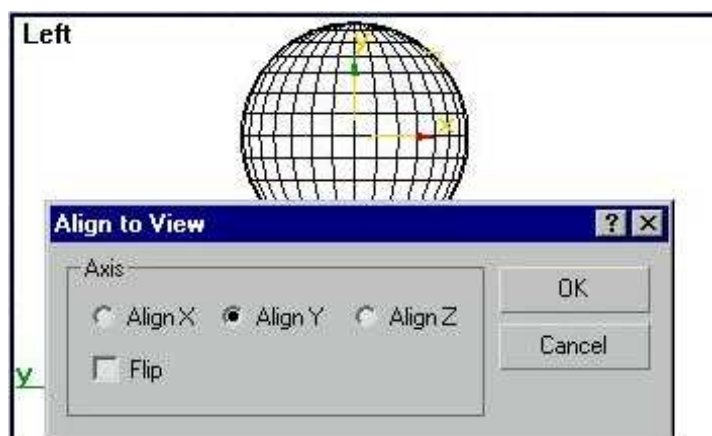 Left
y
x
Align to View
Axis
OK
Align X Align Y Align Z
Cancel
Flip
y